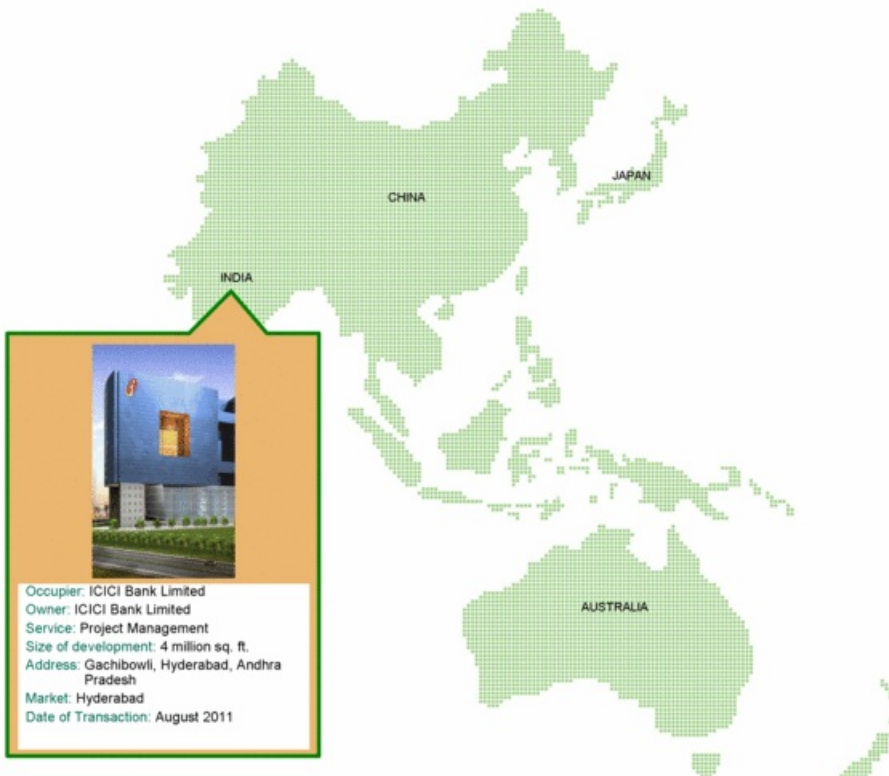 CHINA
JAPAN
INDIA
Occupier: ICICI Bank Limited
Owner: ICICI Bank Limited
Service: Project Management
Size of development: 4 million sq. ft.
Address: Gachibowli, Hyderabad, Andhra
Pradesh
Market: Hyderabad
Date of Transaction: August 2011
AUSTRALIA